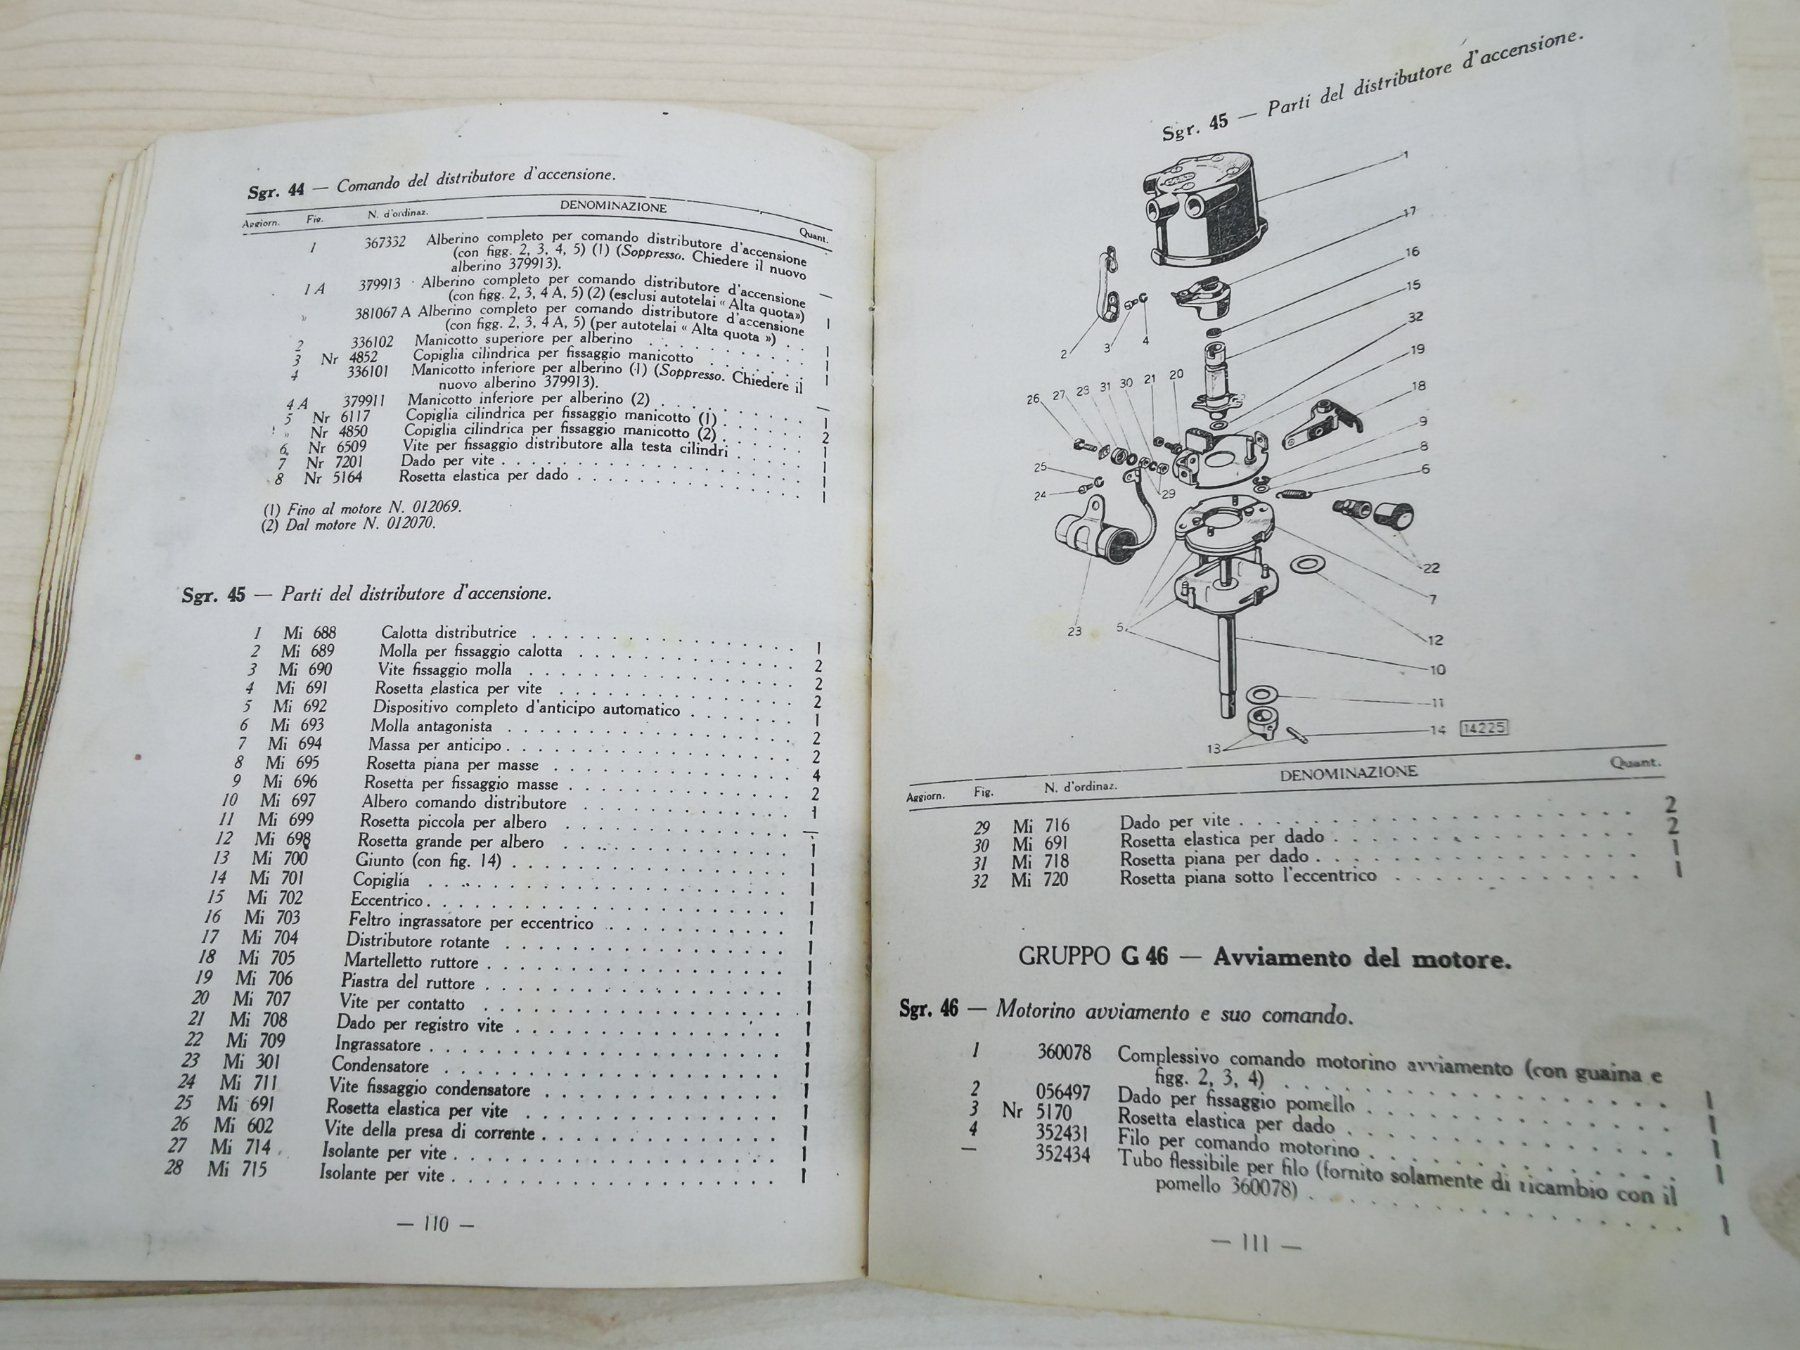 Sgr. 44 — Comando del distributore d'accensione.
Aggiorn. Fig. N. d'ordinaz. DENOMINAZIONE Quant.
1 367332 Alberino completo per comando distributore d'accensione
(con figg. 2, 3, 4, 5) (1) (Soppresso. Chiedere il nuovo
alberino 379913). —
1 A 379913 Alberino completo per comando distributore d'accensione
(con figg. 2, 3, 4 A, 5) (2) (esclusi autotelai « Alta quota») 1
» 381067 A Alberino completo per comando distributore d'accensione
(con figg. 2, 3, 4 A, 5) (per autotelai « Alta quota ») . . 1
2 336102 Manicotto superiore per alberino . . . . . . . . 1
3 Nr 4852 Copiglia cilindrica per fissaggio manicotto . . . . . . 1
4 336101 Manicotto inferiore per alberino (1) (Soppresso. Chiedere il
nuovo alberino 379913). —
4 A 379911 Manicotto inferiore per alberino (2) . . . . . . . 1
5 Nr 6117 Copiglia cilindrica per fissaggio manicotto (1) . . . . . 2
» Nr 4850 Copiglia cilindrica per fissaggio manicotto (2) . . . . . 1
6 Nr 6509 Vite per fissaggio distributore alla testa cilindri . . . . 1
7 Nr 7201 Dado per vite . . . . . . . . . . . 1
8 Nr 5164 Rosetta elastica per dado . . . . . . . . . 1
(1) Fino al motore N. 012069.
(2) Dal motore N. 012070.
Sgr. 45 — Parti del distributore d'accensione.
1 Mi 688 Calotta distributrice . . . . . . . . . . 1
2 Mi 689 Molla per fissaggio calotta . . . . . . . . . 2
3 Mi 690 Vite fissaggio molla . . . . . . . . . . 2
4 Mi 691 Rosetta elastica per vite . . . . . . . . . 2
5 Mi 692 Dispositivo completo d'anticipo automatico . . . . . . 1
6 Mi 693 Molla antagonista . . . . . . . . . . . 2
7 Mi 694 Massa per anticipo . . . . . . . . . . . 2
8 Mi 695 Rosetta piana per masse . . . . . . . . . . 4
9 Mi 696 Rosetta per fissaggio masse . . . . . . . . . 2
10 Mi 697 Albero comando distributore . . . . . . . . . 1
11 Mi 699 Rosetta piccola per albero . . . . . . . . . —
12 Mi 698 Rosetta grande per albero . . . . . . . . . 1
13 Mi 700 Giunto (con fig. 14) . . . . . . . . . . 1
14 Mi 701 Copiglia . . . . . . . . . . . . 1
15 Mi 702 Eccentrico . . . . . . . . . . . . 1
16 Mi 703 Feltro ingrassatore per eccentrico . . . . . . . 1
17 Mi 704 Distributore rotante . . . . . . . . . . 1
18 Mi 705 Martelletto ruttore . . . . . . . . . . . 1
19 Mi 706 Piastra del ruttore . . . . . . . . . . . 1
20 Mi 707 Vite per contatto . . . . . . . . . . . 1
21 Mi 708 Dado per registro vite . . . . . . . . . . 1
22 Mi 709 Ingrassatore . . . . . . . . . . . . 1
23 Mi 301 Condensatore . . . . . . . . . . . . 1
24 Mi 711 Vite fissaggio condensatore . . . . . . . . . 1
25 Mi 691 Rosetta elastica per vite . . . . . . . . . 1
26 Mi 602 Vite della presa di corrente . . . . . . . . . 1
27 Mi 714 Isolante per vite . . . . . . . . . . . 1
28 Mi 715 Isolante per vite . . . . . . . . . . . 1
— 110 —
Sgr. 45 — Parti del distributore d'accensione.
1
17
16
15
32
19
18
9
8
6
2 3 4
26 27 23 31 30 21 20
25
24
29
22
7
23 5 12
10
11
13 14 14225
Aggiorn. Fig. N. d'ordinaz. DENOMINAZIONE Quant.
29 Mi 716 Dado per vite . . . . . . . . . . . 2
30 Mi 691 Rosetta elastica per dado . . . . . . . . . 2
31 Mi 718 Rosetta piana per dado . . . . . . . . . . 1
32 Mi 720 Rosetta piana sotto l'eccentrico . . . . . . . . 1
GRUPPO G 46 — Avviamento del motore.
Sgr. 46 — Motorino avviamento e suo comando.
1 360078 Complessivo comando motorino avviamento (con guaina e
figg. 2, 3, 4) . . . . . . . . . . . 1
2 056497 Dado per fissaggio pomello . . . . . . . . . 1
3 Nr 5170 Rosetta elastica per dado . . . . . . . . . 1
4 352431 Filo per comando motorino . . . . . . . . . 1
— 352434 Tubo flessibile per filo (fornito solamente di ricambio con il
pomello 360078) . . . . . . . . . . . 1
— 111 —